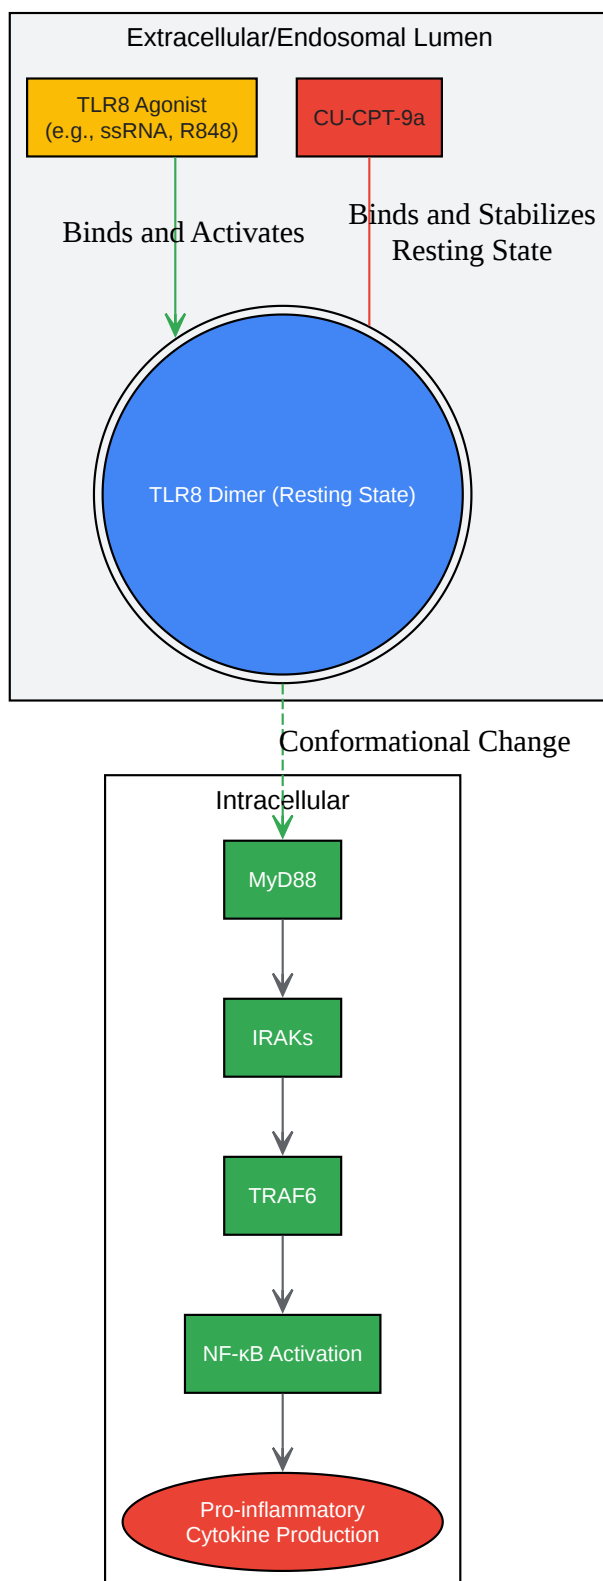 Extracellular/Endosomal Lumen
TLR8 Agonist
(e.g., ssRNA, R848)
CU-CPT-9a
Binds and Activates
Binds and Stabilizes
Resting State
TLR8 Dimer (Resting State)
Conformational Change
Intracellular
MyD88
IRAKs
TRAF6
NF-κB Activation
Pro-inflammatory
Cytokine Production